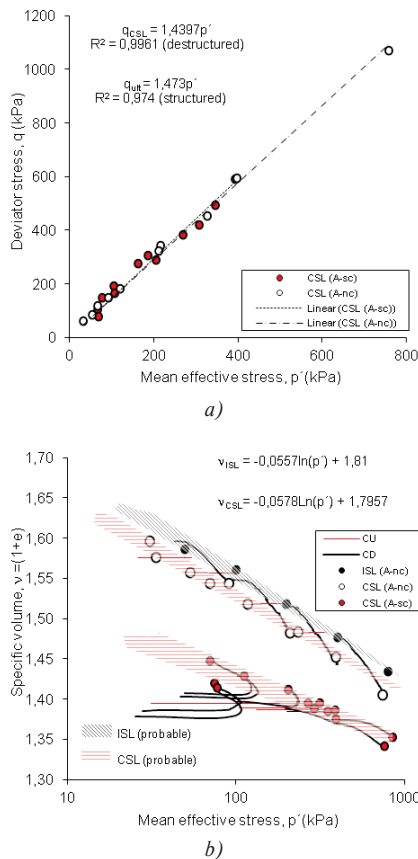 a)
q_CSL = 1,4397p´
R² = 0,9961 (destructured)
q_ult = 1,473p´
R² = 0,974 (structured)
1200
1000
800
600
400
200
0
Deviator stress, q (kPa)
CSL (A-sc)
CSL (A-nc)
Linear (CSL (A-sc))
Linear (CSL (A-nc))
0 200 400 600 800
Mean effective stress, p´(kPa)
a)
b)
1,70
1,65
1,60
1,55
1,50
1,45
1,40
1,35
1,30
Specific volume, ν =(1+e)
ν_ISL = -0,0557ln(p´) + 1,81
ν_CSL = -0,0578Ln(p´) + 1,7957
CU
CD
ISL (A-nc)
CSL (A-nc)
CSL (A-sc)
ISL (probable)
CSL (probable)
10 100 1000
Mean effective stress, p´(kPa)
b)